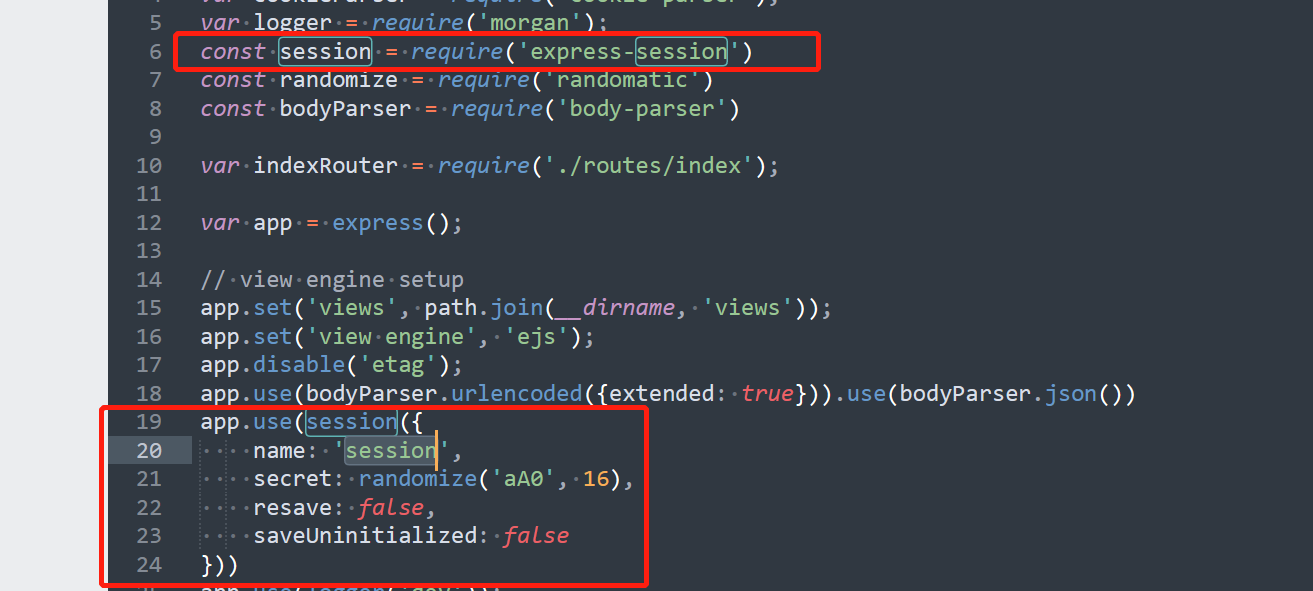 5 var logger = require('morgan');
6 const session = require('express-session')
7 const randomize = require('randomatic')
8 const bodyParser = require('body-parser')
9
10 var indexRouter = require('./routes/index');
11
12 var app = express();
13
14 // view engine setup
15 app.set('views', path.join(__dirname, 'views'));
16 app.set('view engine', 'ejs');
17 app.disable('etag');
18 app.use(bodyParser.urlencoded({extended: true})).use(bodyParser.json())
19 app.use(session({
20 name: 'session',
21 secret: randomize('aA0', 16),
22 resave: false,
23 saveUninitialized: false
24 }))